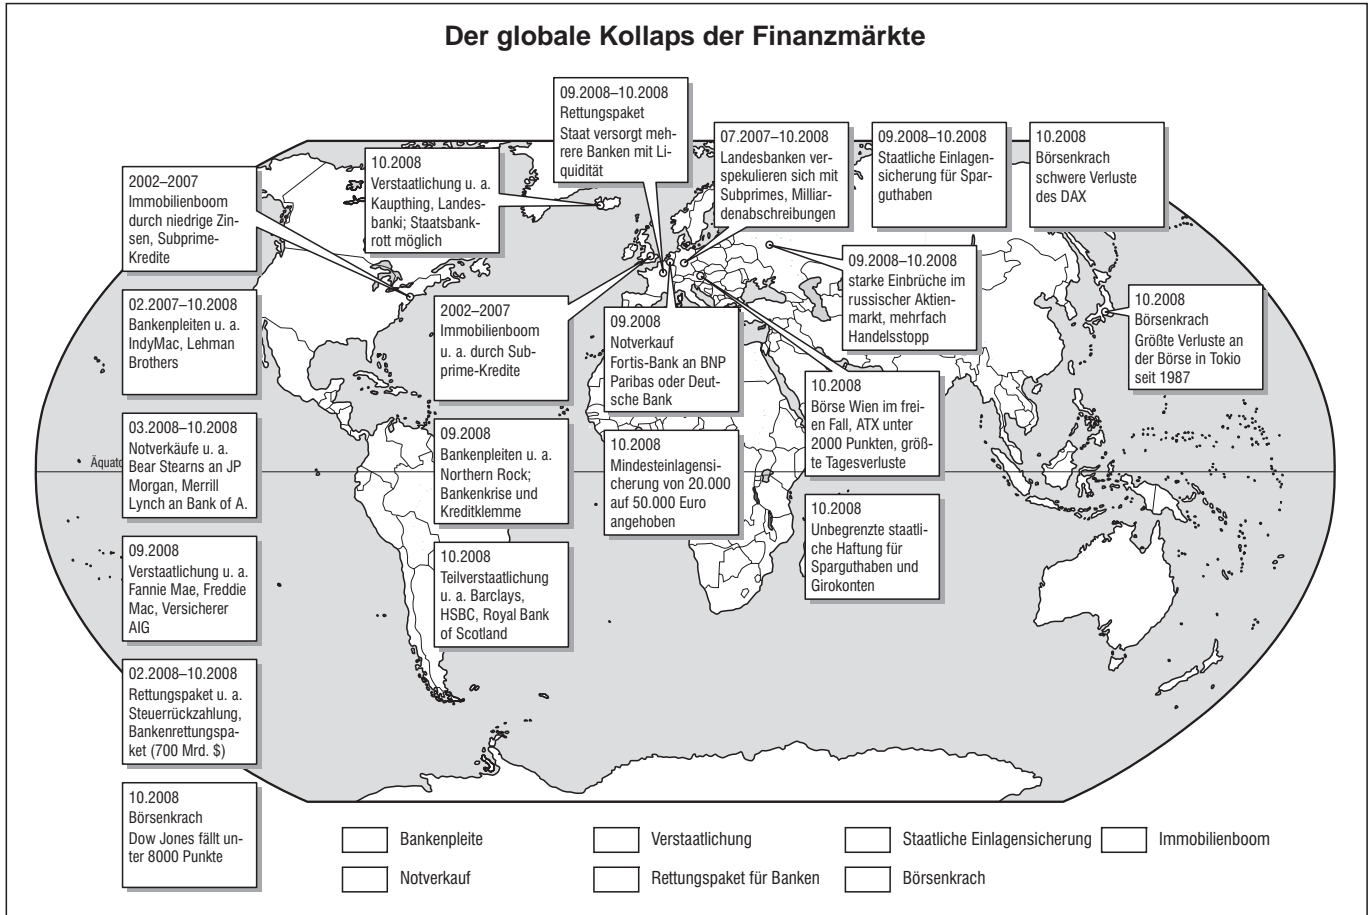 Der globale Kollaps der Finanzmärkte
09.2008–10.2008
Rettungspaket
Staat versorgt meh-
rere Banken mit Li-
quidität
07.2007–10.2008
Landesbanken ver-
spekulieren sich mit
Subprimes, Milliar-
denabschreibungen
09.2008–10.2008
Staatliche Einlagen-
sicherung für Spar-
guthaben
10.2008
Börsenkrach
schwere Verluste
des DAX
10.2008
Verstaatlichung u. a.
Kaupthing, Landes-
banki; Staatsbank-
rott möglich
2002–2007
Immobilienboom
durch niedrige Zin-
sen, Subprime-
Kredite
02.2007–10.2008
Bankenpleiten u. a.
IndyMac, Lehman
Brothers
03.2008–10.2008
Notverkäufe u. a.
Bear Stearns an JP
Morgan, Merrill
Lynch an Bank of A.
09.2008
Verstaatlichung u. a.
Fannie Mae, Freddie
Mac, Versicherer
AIG
02.2008–10.2008
Rettungspaket u. a.
Steuerrückzahlung,
Bankenrettungspa-
ket (700 Mrd. $)
10.2008
Börsenkrach
Dow Jones fällt un-
ter 8000 Punkte
Äquato
2002–2007
Immobilienboom
u. a. durch Sub-
prime-Kredite
09.2008
Bankenpleiten u. a.
Northern Rock;
Bankenkrise und
Kreditklemme
10.2008
Teilverstaatlichung
u. a. Barclays,
HSBC, Royal Bank
of Scotland
09.2008
Notverkauf
Fortis-Bank an BNP
Paribas oder Deut-
sche Bank
10.2008
Mindesteinlagensi-
cherung von 20.000
auf 50.000 Euro
angehoben
09.2008-10.2008
starke Einbrüche im
russischer Aktien-
markt, mehrfach
Handelsstopp
10.2008
Börse Wien im frei-
en Fall, ATX unter
2000 Punkten, größ-
te Tagesverluste
10.2008
Unbegrenzte staatli-
che Haftung für
Sparguthaben und
Girokonten
10.2008
Börsenkrach
Größte Verluste an
der Börse in Tokio
seit 1987
Bankenpleite
Verstaatlichung
Staatliche Einlagensicherung
Immobilienboom
Notverkauf
Rettungspaket für Banken
Börsenkrach